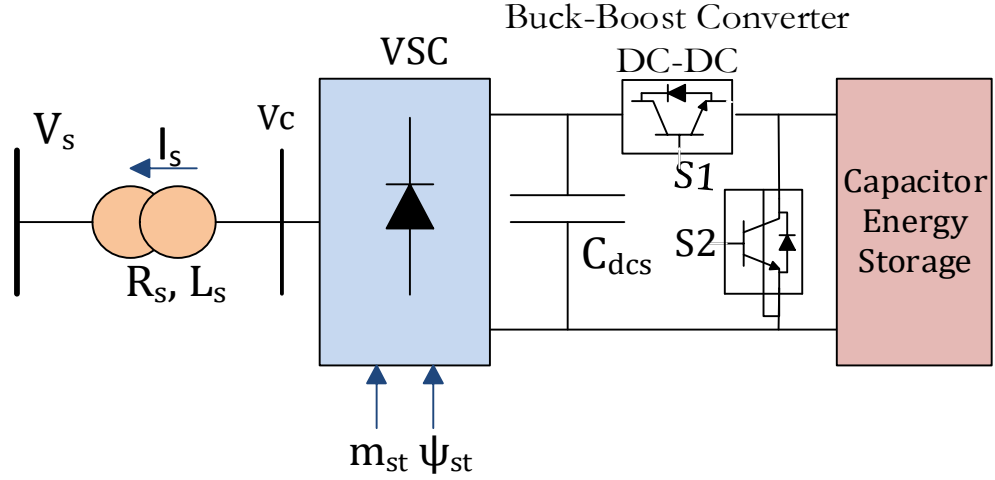 Buck-Boost Converter
DC-DC
VSC
Vs
Is
Vc
Rs, Ls
S1
S2
Cdcs
Capacitor
Energy
Storage
mst ψst